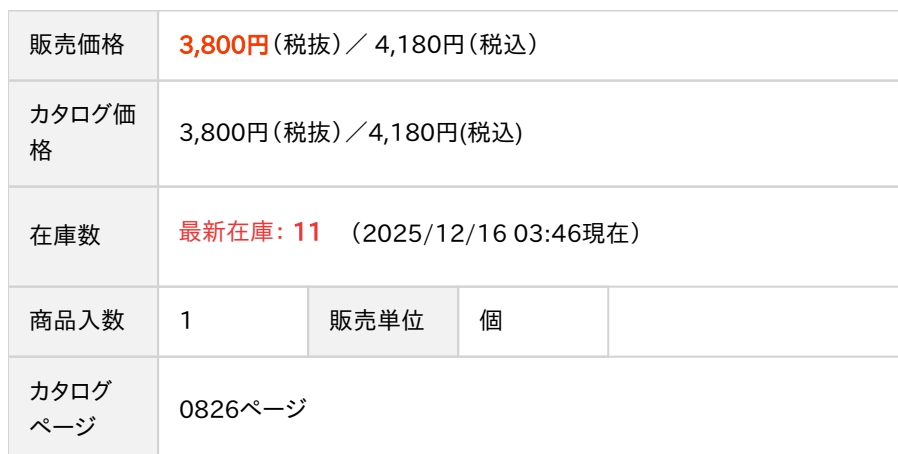 販売価格 3,800円(税抜)／ 4,180円(税込)
カタログ価
格
3,800円(税抜)／4,180円(税込)
在庫数 最新在庫: 11 （2025/12/16 03:46現在）
商品入数 1 販売単位 個
カタログ
ページ
0826ページ